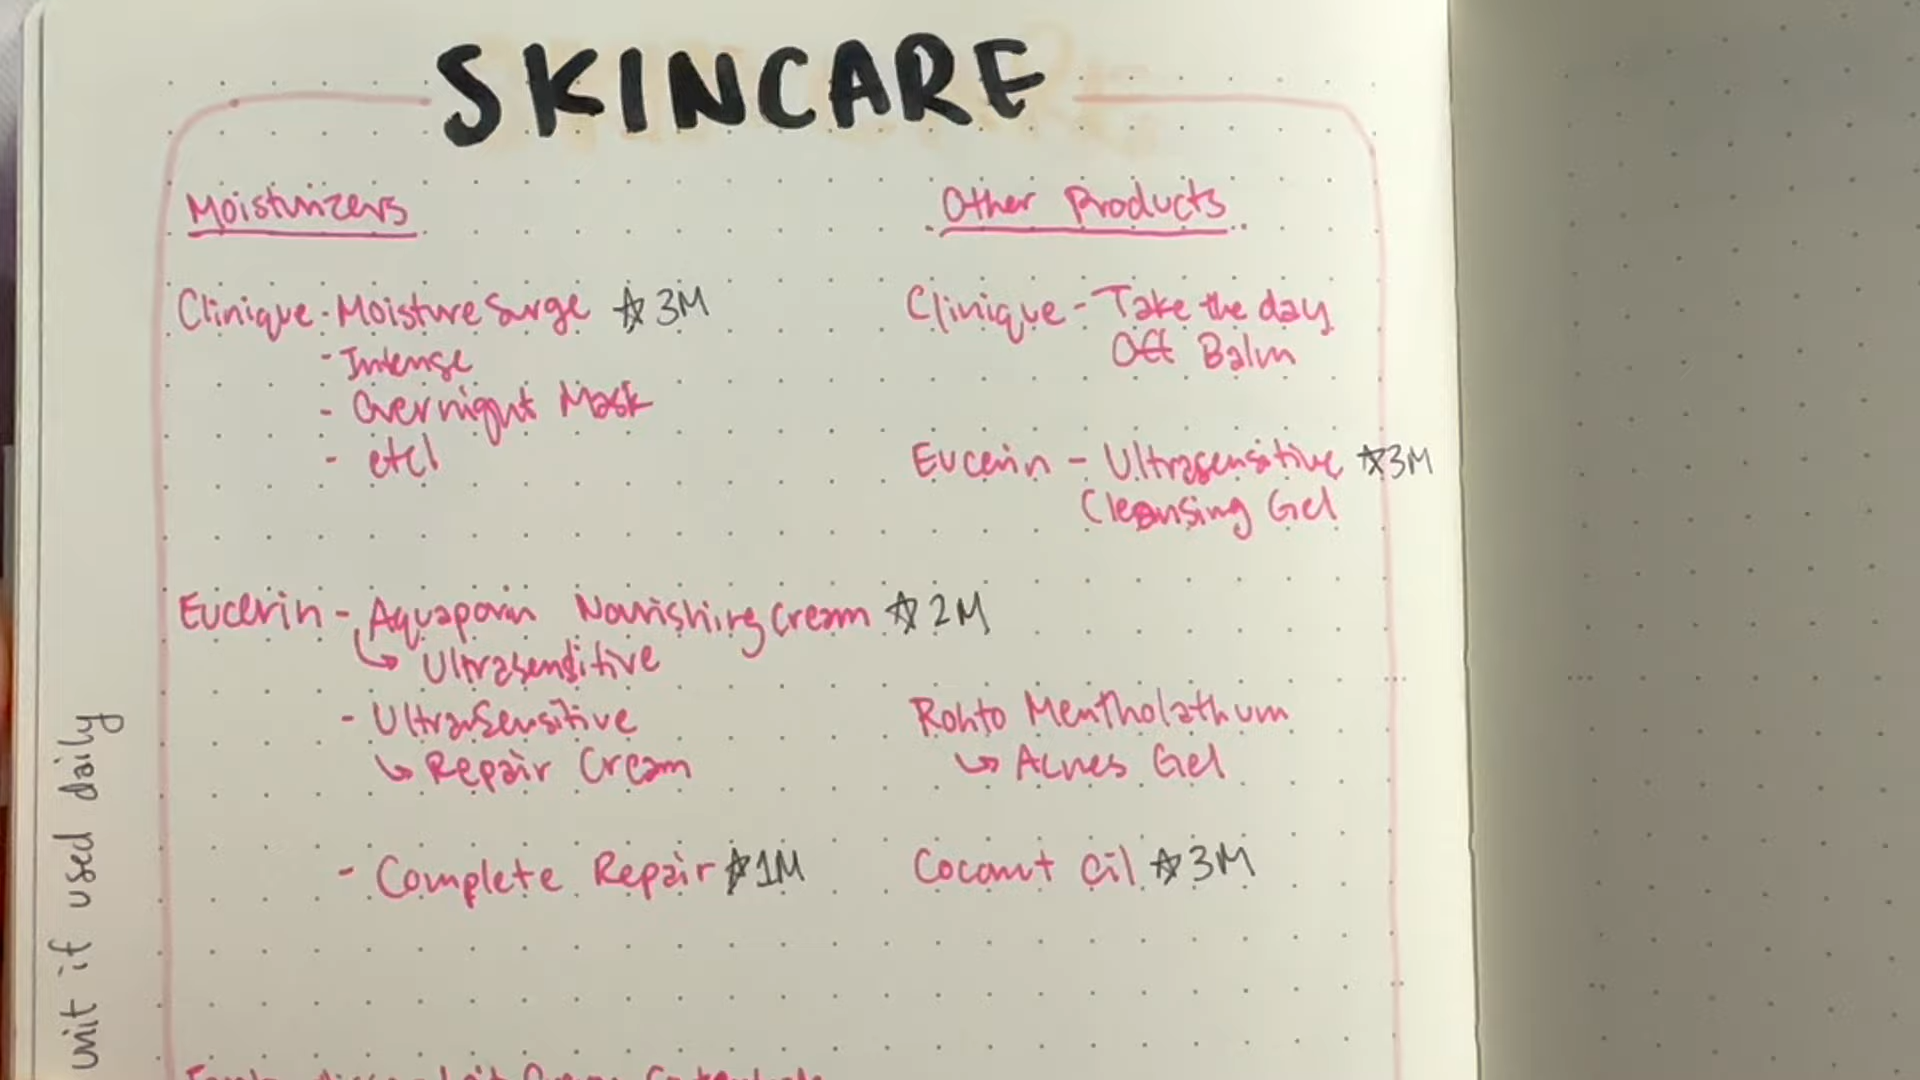 SKINCARE
Moisturizers
Clinique - Moisture Surge ☆ 3M
- Intense
- Overnight Mask
- etc!
Eucerin - Aquaporin Nourishing Cream ☆ 2M
↳ Ultrasensitive
- UltraSensitive
↳ Repair Cream
- Complete Repair ☆ 1M
Other Products
Clinique - Take the day
Off Balm
Eucerin - Ultrasensitive ☆ 3M
Cleansing Gel
Rohto Mentholathum
↳ Acnes Gel
Coconut Oil ☆ 3M
unit if used daily